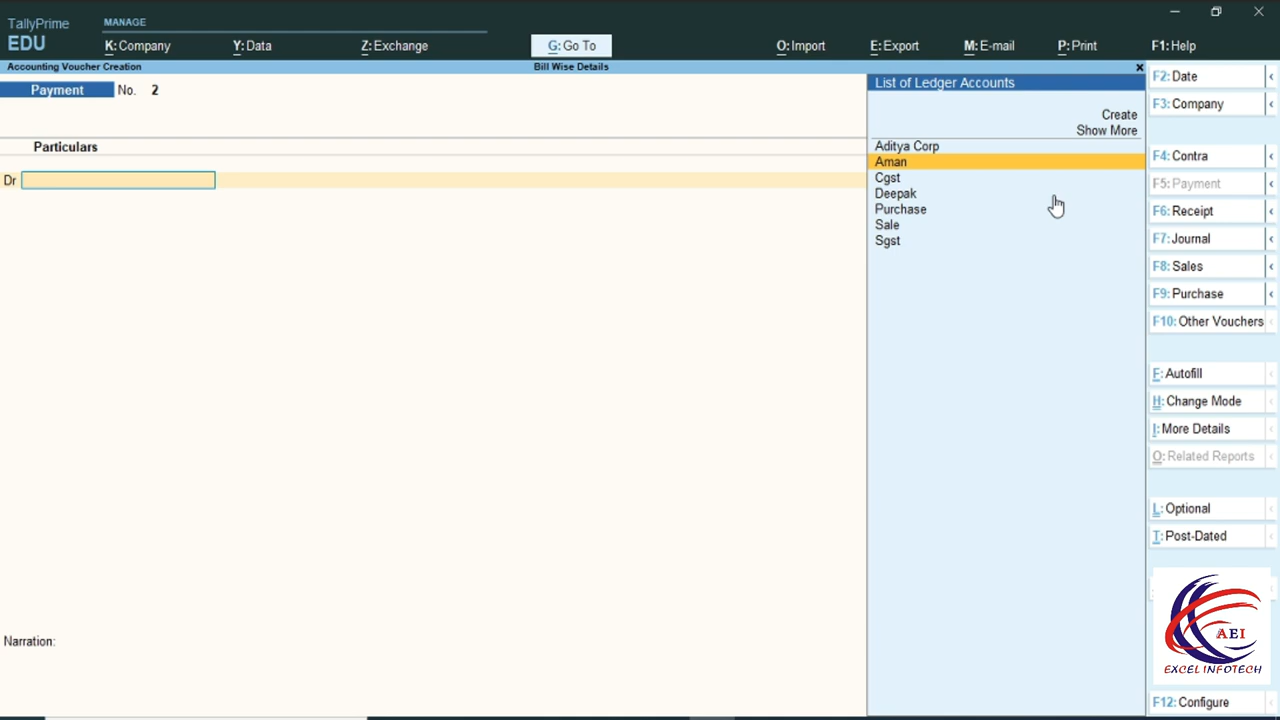 TallyPrime
EDU
MANAGE
K: Company
Y: Data
Z: Exchange
G: Go To
O: Import
E: Export
M: E-mail
P: Print
F1: Help
Accounting Voucher Creation
Bill Wise Details
Payment No. 2
Particulars
Dr
Narration:
List of Ledger Accounts
Create
Show More
Aditya Corp
Aman
Cgst
Deepak
Purchase
Sale
Sgst
F2: Date
F3: Company
F4: Contra
F5: Payment
F6: Receipt
F7: Journal
F8: Sales
F9: Purchase
F10: Other Vouchers
F: Autofill
H: Change Mode
I: More Details
O: Related Reports
L: Optional
T: Post-Dated
AEI
EXCEL INFOTECH
F12: Configure